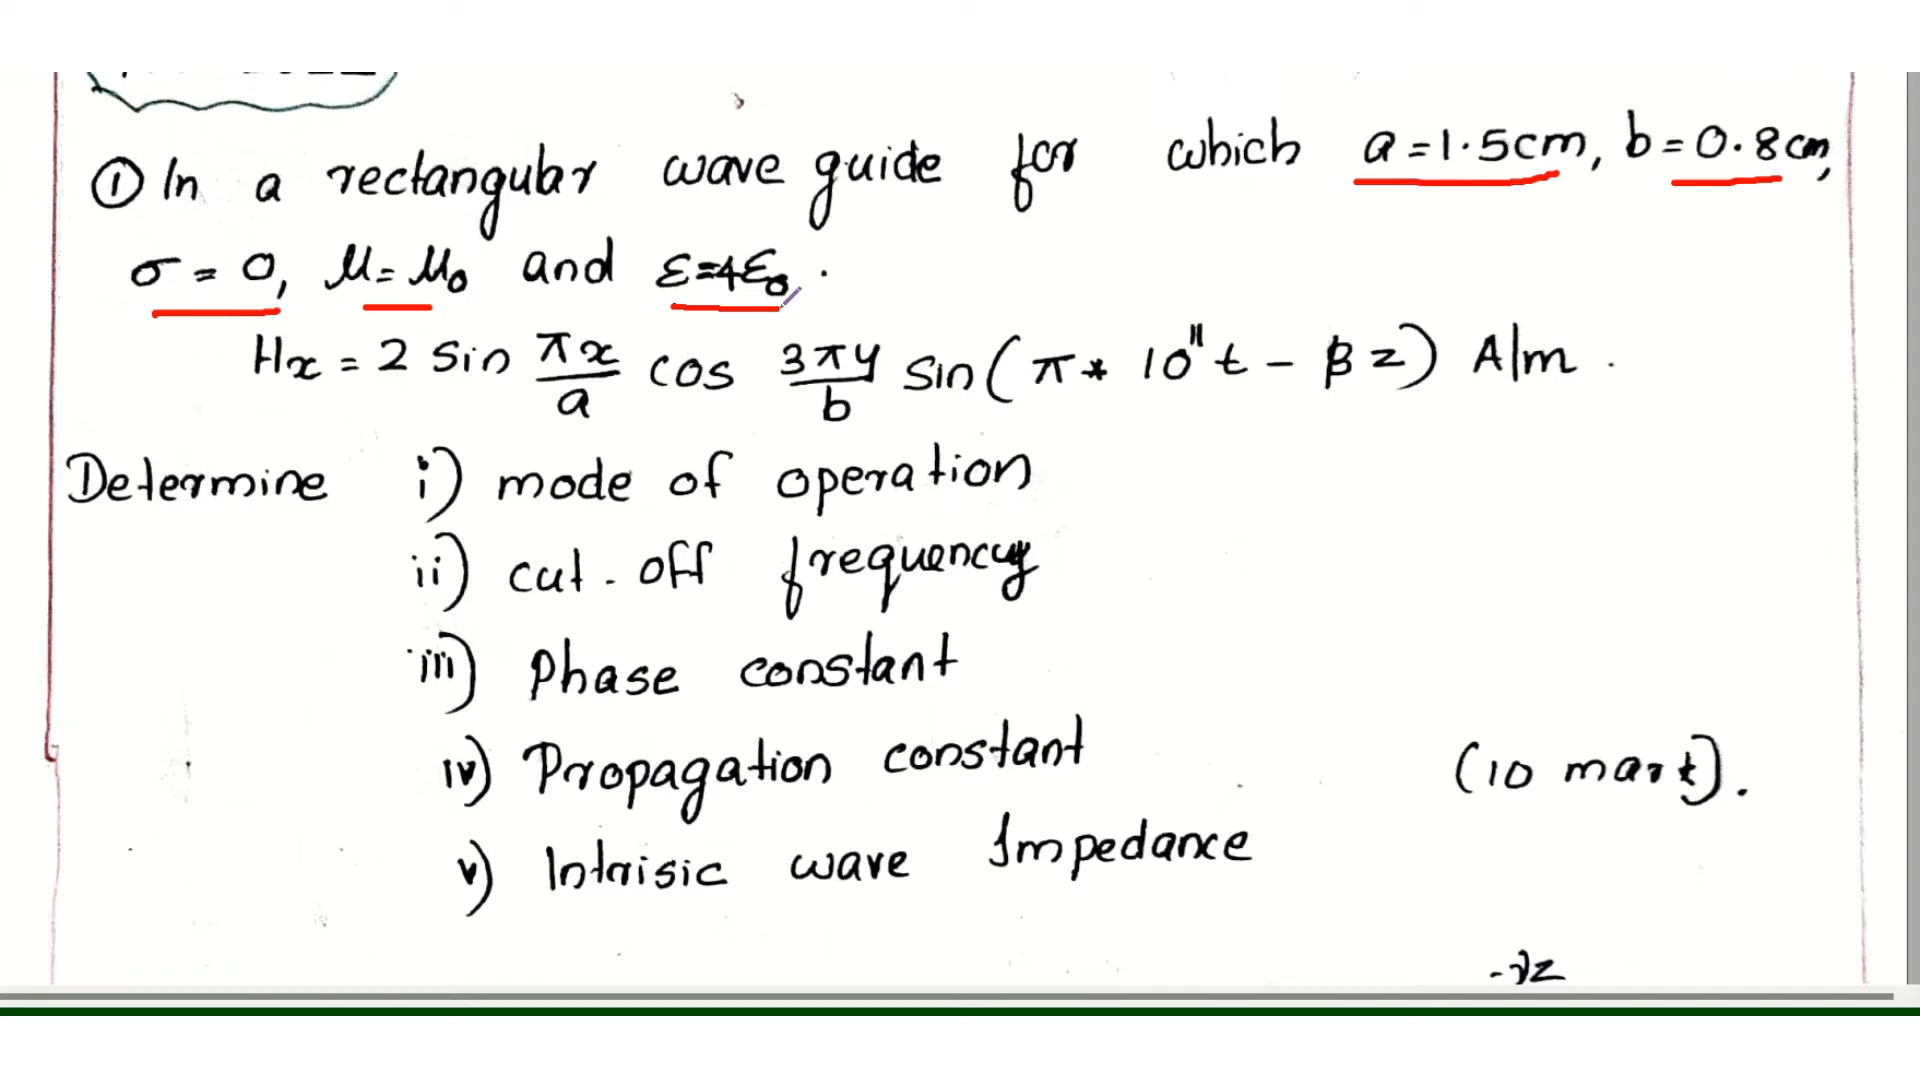 ① In a rectangular wave guide for which a = 1.5cm, b = 0.8cm,
σ = 0, μ = μ₀ and ε=4ε₀.
Hx = 2 sin πx/a cos 3πy/b sin(π * 10¹¹t - βz) A/m.
Determine i) mode of operation
ii) cut-off frequency
iii) Phase constant
iv) Propagation constant
(10 mark).
v) Intrisic wave Impedance